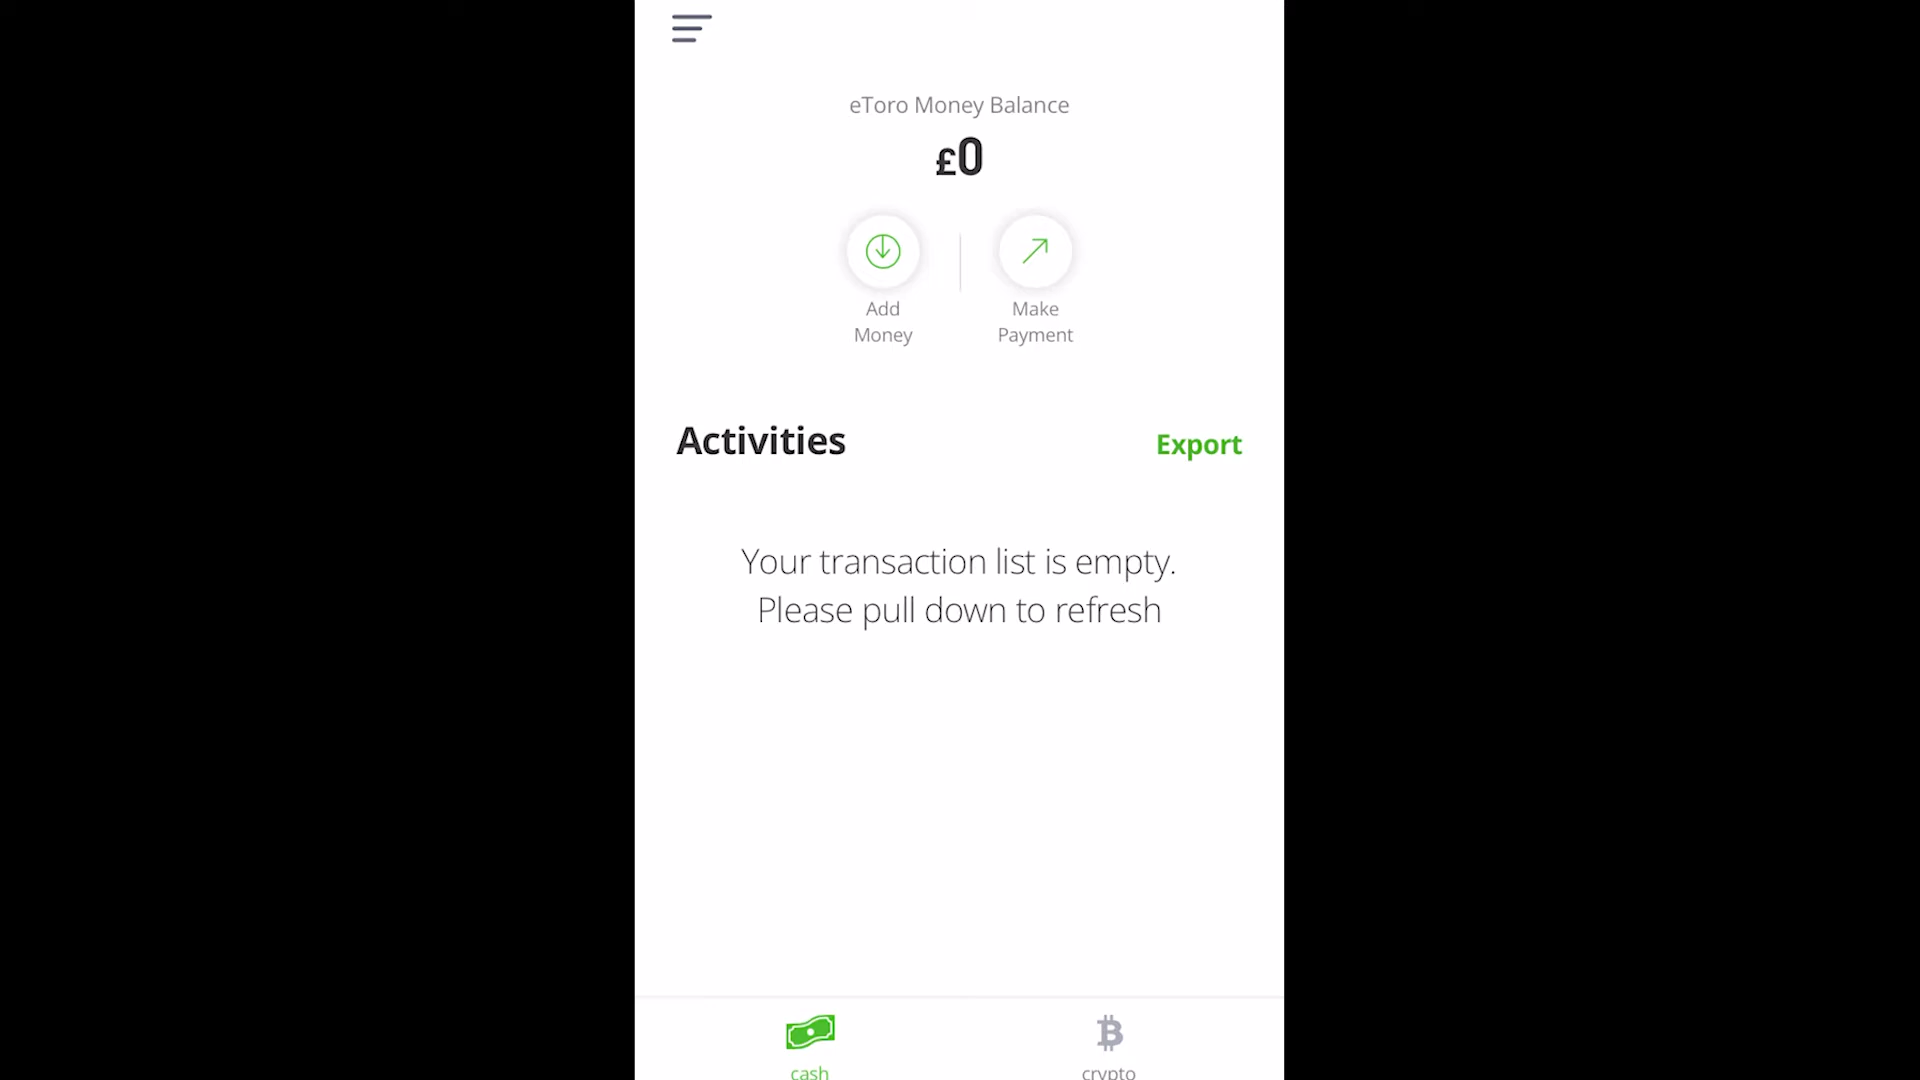 eToro Money Balance
£0
Add
Money
Make
Payment
Activities
Export
Your transaction list is empty.
Please pull down to refresh
cash
crypto